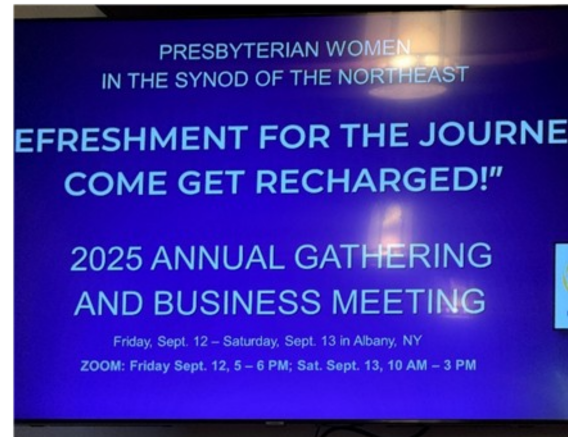 PRESBYTERIAN WOMEN
IN THE SYNOD OF THE NORTHEAST
EFRESHMENT FOR THE JOURNE
COME GET RECHARGED!”
2025 ANNUAL GATHERING
AND BUSINESS MEETING
Friday, Sept. 12 – Saturday, Sept. 13 in Albany, NY
ZOOM: Friday Sept. 12, 5 – 6 PM; Sat. Sept. 13, 10 AM – 3 PM